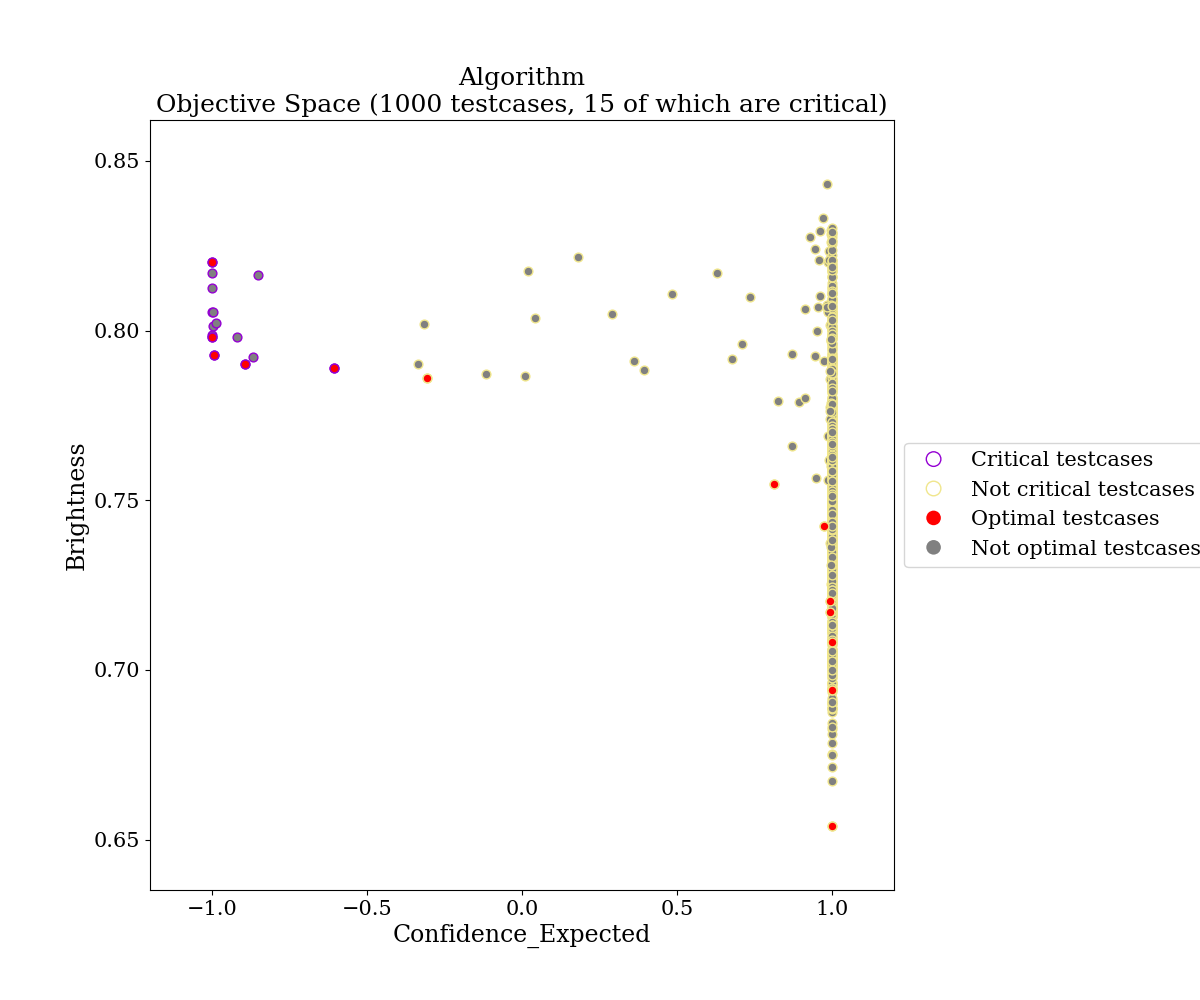 Algorithm
Objective Space (1000 testcases, 15 of which are critical)
0.85
0.80
0.75
0.70
0.65
Brightness
−1.0
−0.5
0.0
0.5
1.0
Confidence_Expected
Critical testcases
Not critical testcases
Optimal testcases
Not optimal testcases